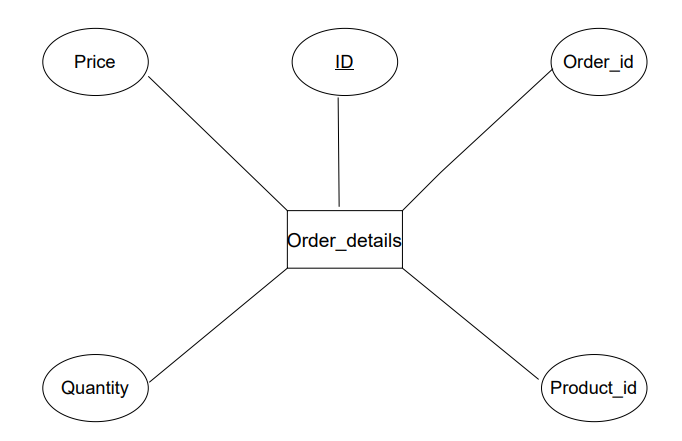 Price
ID
Order_id
Order_details
Quantity
Product_id